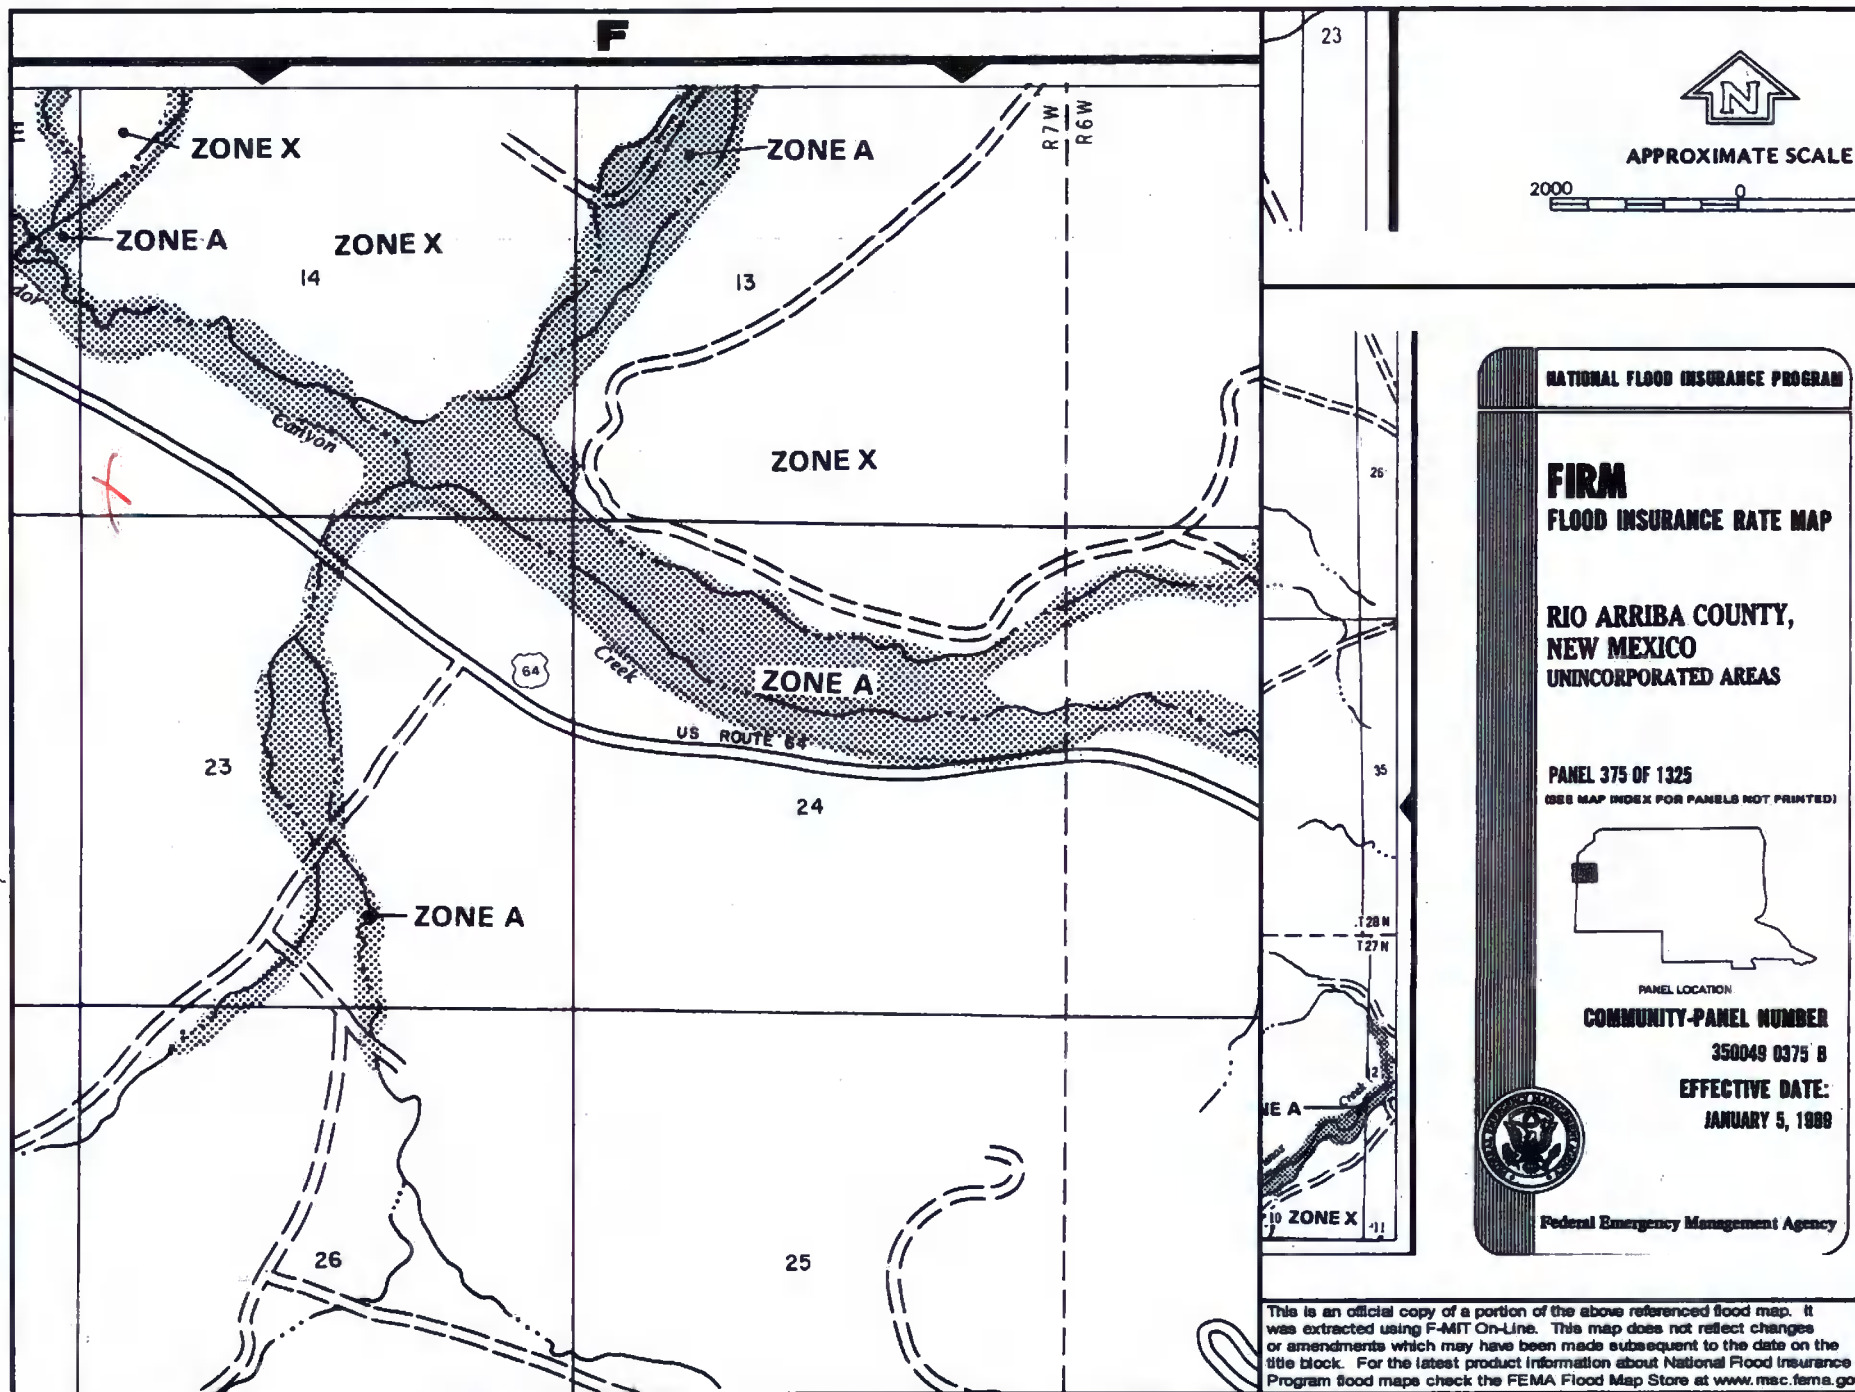 F
ZONE X
ZONE A
R7W
R6W
ZONE A
ZONE X
14
13
Canyon
ZONE X
64
Creek
ZONE A
US ROUTE 64
23
24
ZONE A
26
25
23
N
APPROXIMATE SCALE
2000 0
26
35
T28N
T27N
12
Creek
NE A
10
ZONE X
11
NATIONAL FLOOD INSURANCE PROGRAM
FIRM
FLOOD INSURANCE RATE MAP
RIO ARRIBA COUNTY,
NEW MEXICO
UNINCORPORATED AREAS
PANEL 375 OF 1325
(SEE MAP INDEX FOR PANELS NOT PRINTED)
PANEL LOCATION
COMMUNITY-PANEL NUMBER
350049 0375 B
EFFECTIVE DATE:
JANUARY 5, 1989
Federal Emergency Management Agency
This is an official copy of a portion of the above referenced flood map. It
was extracted using F-MIT On-Line. This map does not reflect changes
or amendments which may have been made subsequent to the date on the
title block. For the latest product information about National Flood Insurance
Program flood maps check the FEMA Flood Map Store at www.msc.fema.go